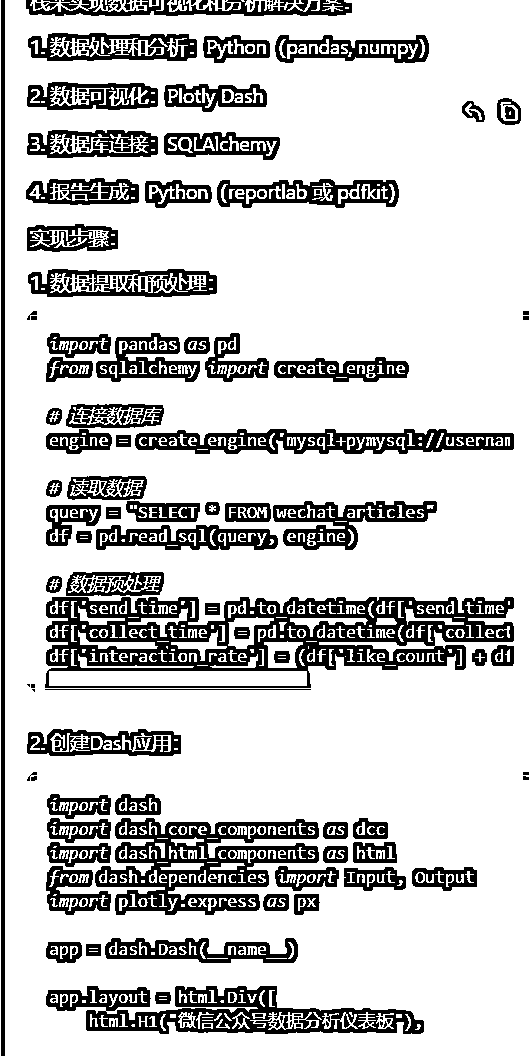 栈来实现数据可视化和分析解决方案：
1. 数据处理和分析：Python（pandas, numpy）
2. 数据可视化：Plotly Dash
3. 数据库连接：SQLAlchemy
4. 报告生成：Python（reportlab 或 pdfkit）
实现步骤：
1. 数据提取和预处理：
import pandas as pd
from sqlalchemy import create_engine
# 连接数据库
engine = create_engine('mysql+pymysql://usernam
# 读取数据
query = "SELECT * FROM wechat_articles"
df = pd.read_sql(query, engine)
# 数据预处理
df['send_time'] = pd.to_datetime(df['send_time'
df['collect_time'] = pd.to_datetime(df['collect
df['interaction_rate'] = (df['like_count'] + df
2. 创建Dash应用：
import dash
import dash_core_components as dcc
import dash_html_components as html
from dash.dependencies import Input, Output
import plotly.express as px
app = dash.Dash(__name__)
app.layout = html.Div([
html.H1("微信公众号数据分析仪表板"),